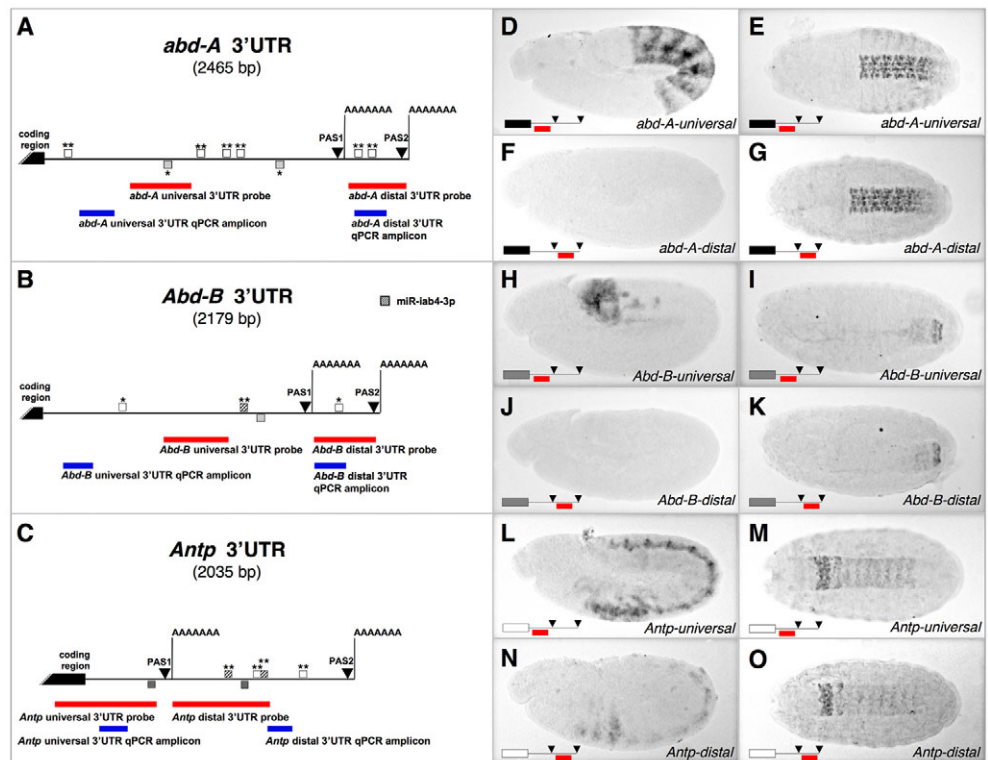 A
abd-A 3'UTR
(2465 bp)
AAAAAAA AAAAAAA
coding
region
PAS1 PAS2
** ** ** ** ** **
* *
abd-A universal 3'UTR probe
abd-A distal 3'UTR probe
abd-A universal 3'UTR qPCR amplicon
abd-A distal 3'UTR
qPCR amplicon
B
Abd-B 3'UTR
(2179 bp)
miR-iab4-3p
AAAAAAA AAAAAAA
coding
region
PAS1 PAS2
* ** *
Abd-B universal 3'UTR probe
Abd-B distal 3'UTR probe
Abd-B universal 3'UTR qPCR amplicon
Abd-B distal 3'UTR
qPCR amplicon
C
Antp 3'UTR
(2035 bp)
AAAAAAA AAAAAAA
coding
region
PAS1 PAS2
** ** ** **
Antp universal 3'UTR probe
Antp distal 3'UTR probe
Antp universal 3'UTR qPCR amplicon
Antp distal 3'UTR qPCR amplicon
D
abd-A-universal
E
abd-A-universal
F
abd-A-distal
G
abd-A-distal
H
Abd-B-universal
I
Abd-B-universal
J
Abd-B-distal
K
Abd-B-distal
L
Antp-universal
M
Antp-universal
N
Antp-distal
O
Antp-distal